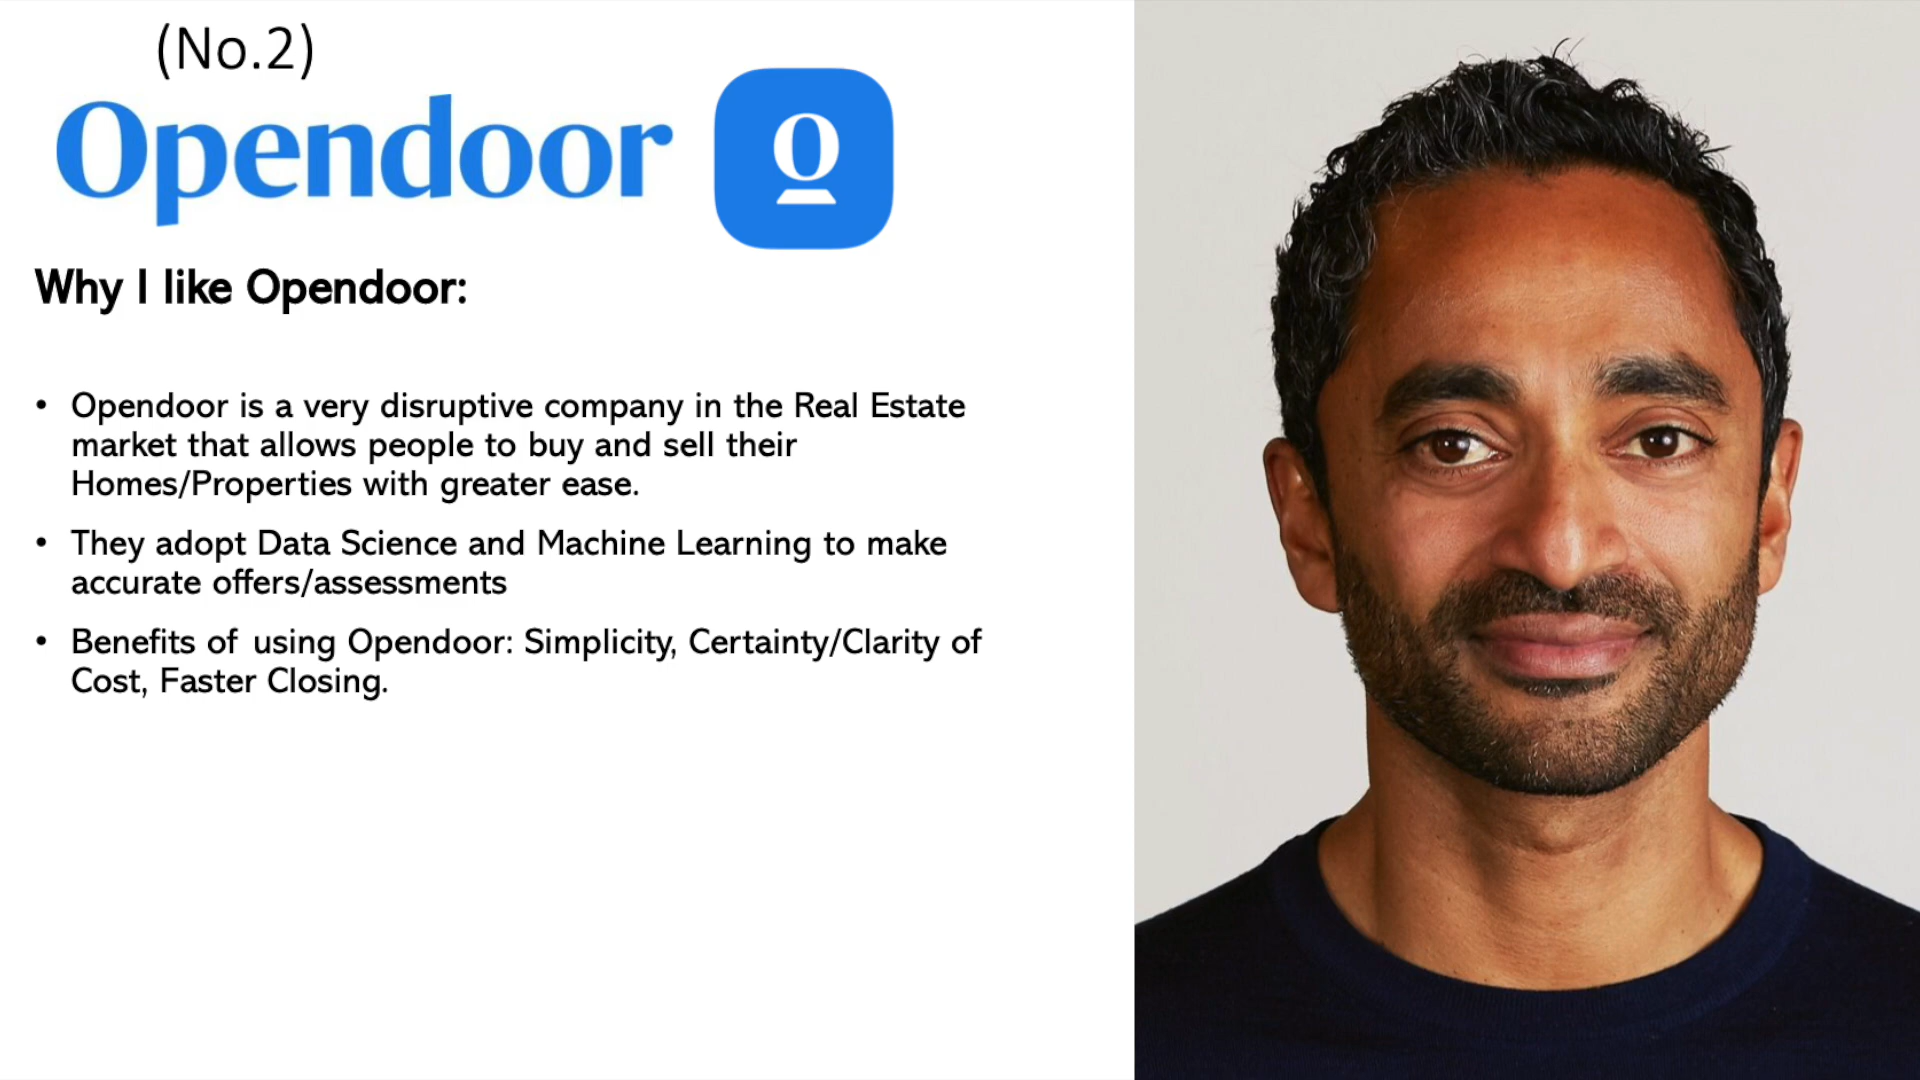 (No.2)
Opendoor
Why I like Opendoor:
• Opendoor is a very disruptive company in the Real Estate
market that allows people to buy and sell their
Homes/Properties with greater ease.
• They adopt Data Science and Machine Learning to make
accurate offers/assessments
• Benefits of using Opendoor: Simplicity, Certainty/Clarity of
Cost, Faster Closing.